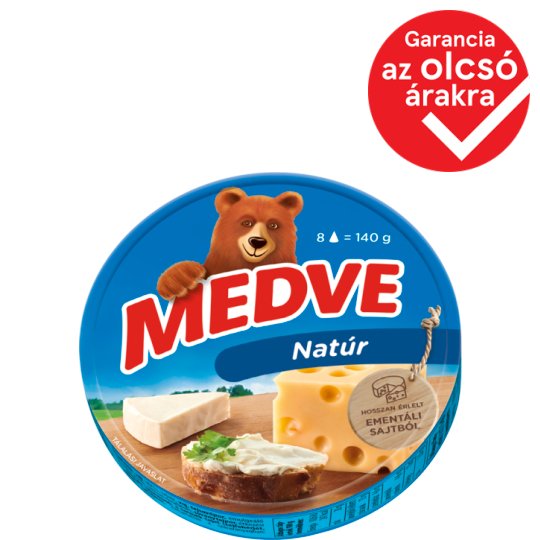 Garancia
az olcsó
árakra
8 = 140 g
MEDVE
Natúr
HOSSZAN ÉRLELT
EMENTÁLI
SAJTBÓL
TÁLALÁSI JAVASLAT